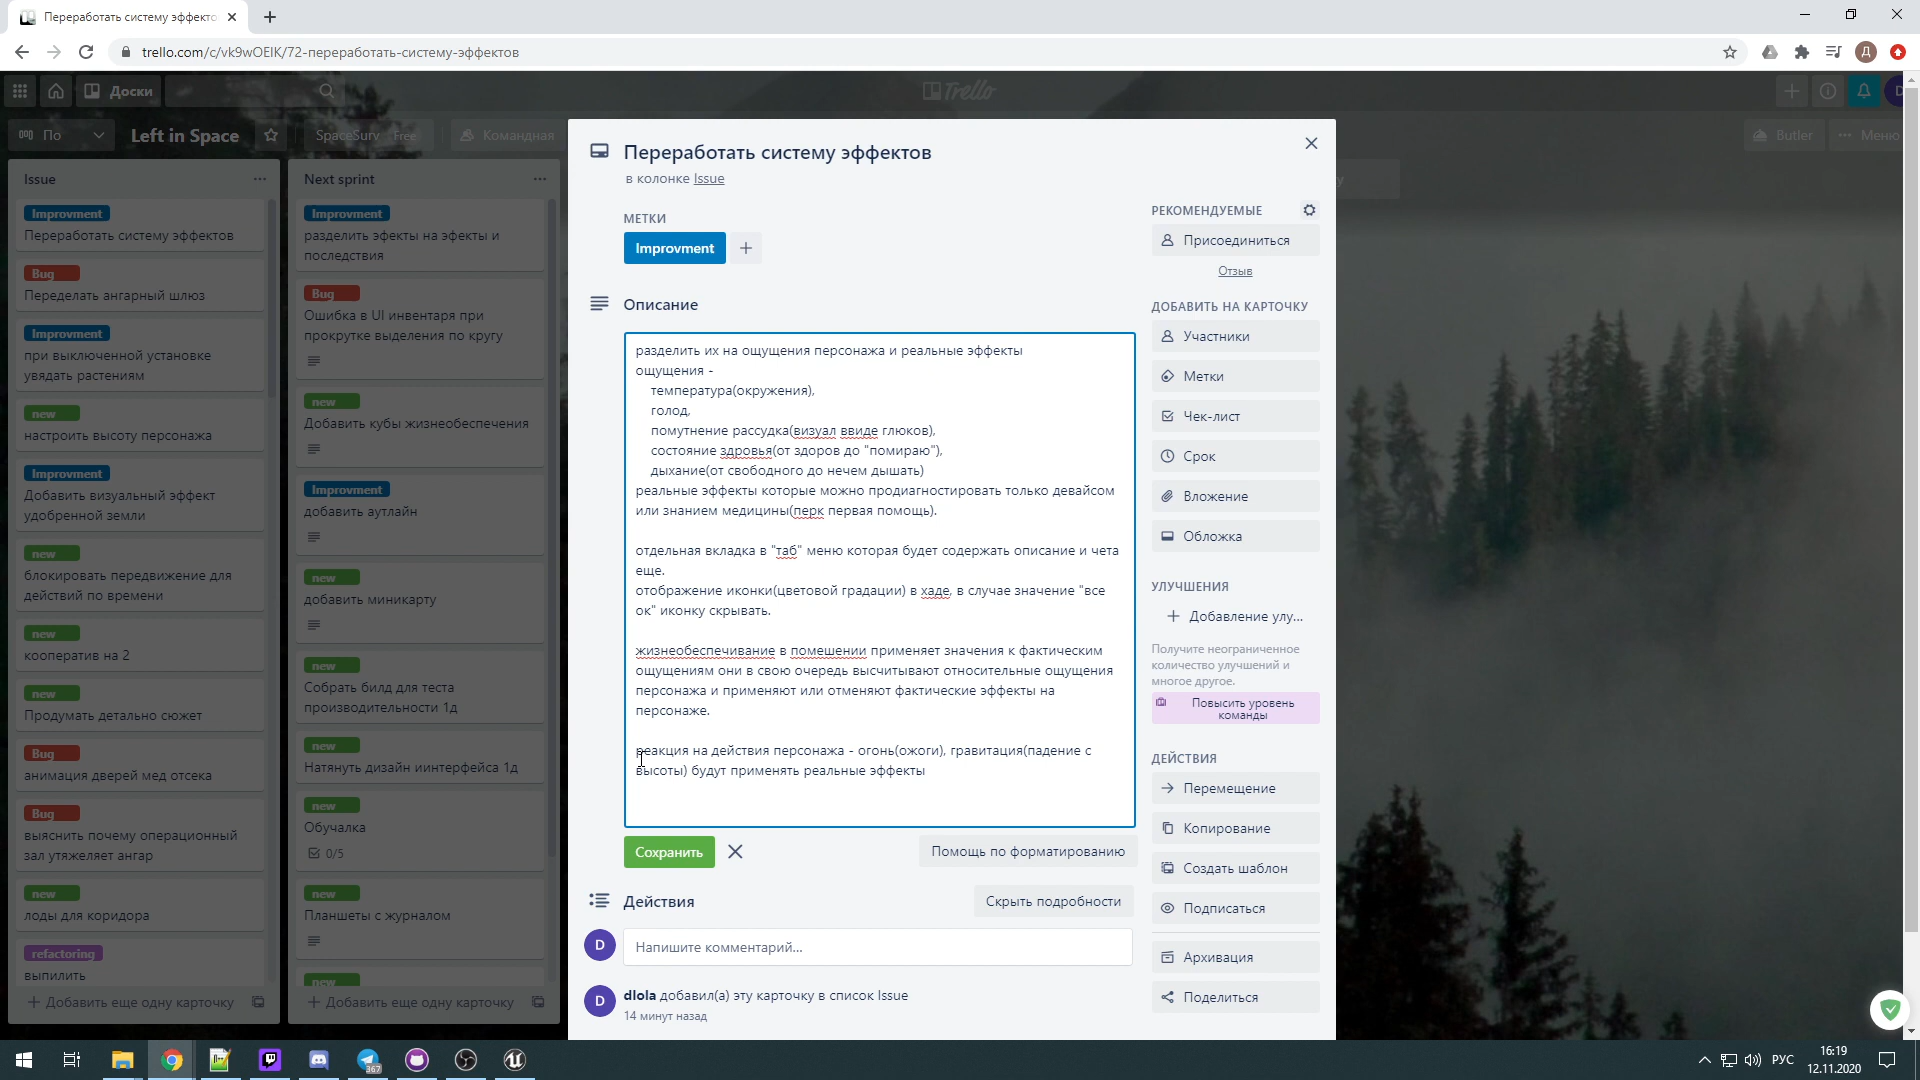 Переработать систему эффекто
trello.com/c/vk9wOEIK/72-переработать-систему-эффектов
Д
Доски
Trello
По
Left in Space
SpaceSurv
Free
Командная
Butler
Меню
Issue
Improvment
Переработать систему эффектов
Bug
Переделать ангарный шлюз
Improvment
при выключенной установке
увядать растениям
new
настроить высоту персонажа
Improvment
Добавить визуальный эффект
удобренной земли
new
блокировать передвижение для
действий по времени
new
кооператив на 2
new
Продумать детально сюжет
Bug
анимация дверей мед отсека
Bug
выяснить почему операционный
зал утяжеляет ангар
new
лоды для коридора
refactoring
выпилить
Добавить еще одну карточку
Next sprint
Improvment
разделить эфекты на эфекты и
последствия
Bug
Ошибка в UI инвентаря при
прокрутке выделения по кругу
new
Добавить кубы жизнеобеспечения
Improvment
добавить аутлайн
new
добавить миникарту
new
Собрать билд для теста
производительности 1д
new
Натянуть дизайн иинтерфейса 1д
new
Обучалка
0/5
new
Планшеты с журналом
new
Добавить еще одну карточку
Переработать систему эффектов
в колонке Issue
МЕТКИ
Improvment
Описание
разделить их на ощущения персонажа и реальные эффекты
ощущения -
температура(окружения),
голод,
помутнение рассудка(визуал ввиде глюков),
состояние здровья(от здоров до "помираю"),
дыхание(от свободного до нечем дышать)
реальные эффекты которые можно продиагностировать только девайсом
или знанием медицины(перк первая помощь).
отдельная вкладка в "таб" меню которая будет содержать описание и чета
еще.
отображение иконки(цветовой градации) в хаде, в случае значение "все
ок" иконку скрывать.
жизнеобеспечивание в помешении применяет значения к фактическим
ощущениям они в свою очередь высчитывают относительные ощущения
персонажа и применяют или отменяют фактические эффекты на
персонаже.
реакция на действия персонажа - огонь(ожоги), гравитация(падение с
высоты) будут применять реальные эффекты
Сохранить
Помощь по форматированию
Действия
Скрыть подробности
D
Напишите комментарий...
D
dlola добавил(а) эту карточку в список Issue
14 минут назад
РЕКОМЕНДУЕМЫЕ
Присоединиться
Отзыв
ДОБАВИТЬ НА КАРТОЧКУ
Участники
Метки
Чек-лист
Срок
Вложение
Обложка
УЛУЧШЕНИЯ
Добавление улу...
Получите неограниченное
количество улучшений и
многое другое.
Повысить уровень
команды
ДЕЙСТВИЯ
Перемещение
Копирование
Создать шаблон
Подписаться
Архивация
Поделиться
367
РУС
16:19
12.11.2020